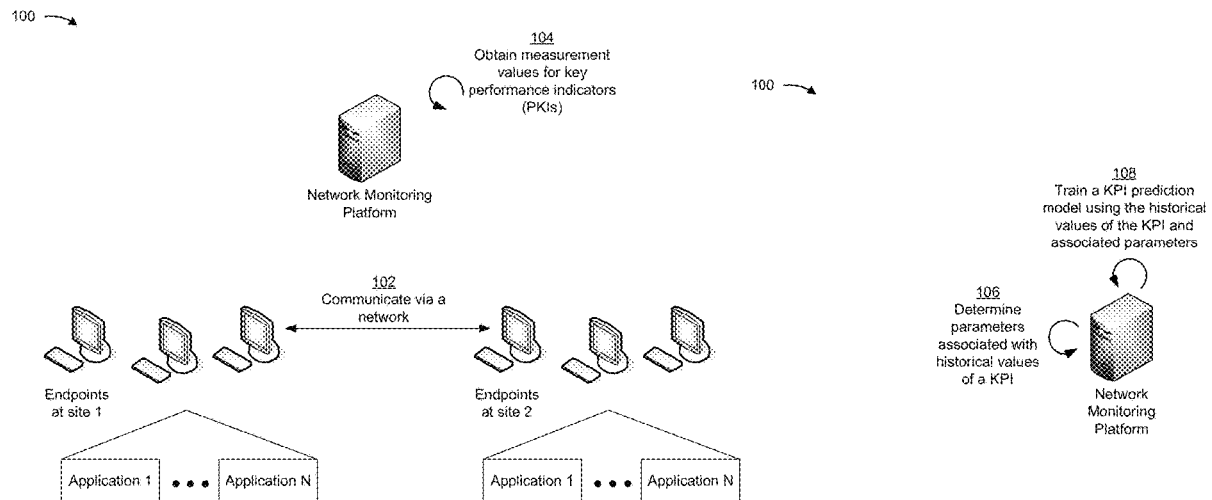 100
104
Obtain measurement
values for key
performance indicators
(PKIs)
Network Monitoring
Platform
102
Communicate via a
network
Endpoints
at site 1
Endpoints
at site 2
Application 1
Application N
Application 1
Application N
100
108
Train a KPI prediction
model using the historical
values of the KPI and
associated parameters
106
Determine
parameters
associated with
historical values
of a KPI
Network
Monitoring
Platform